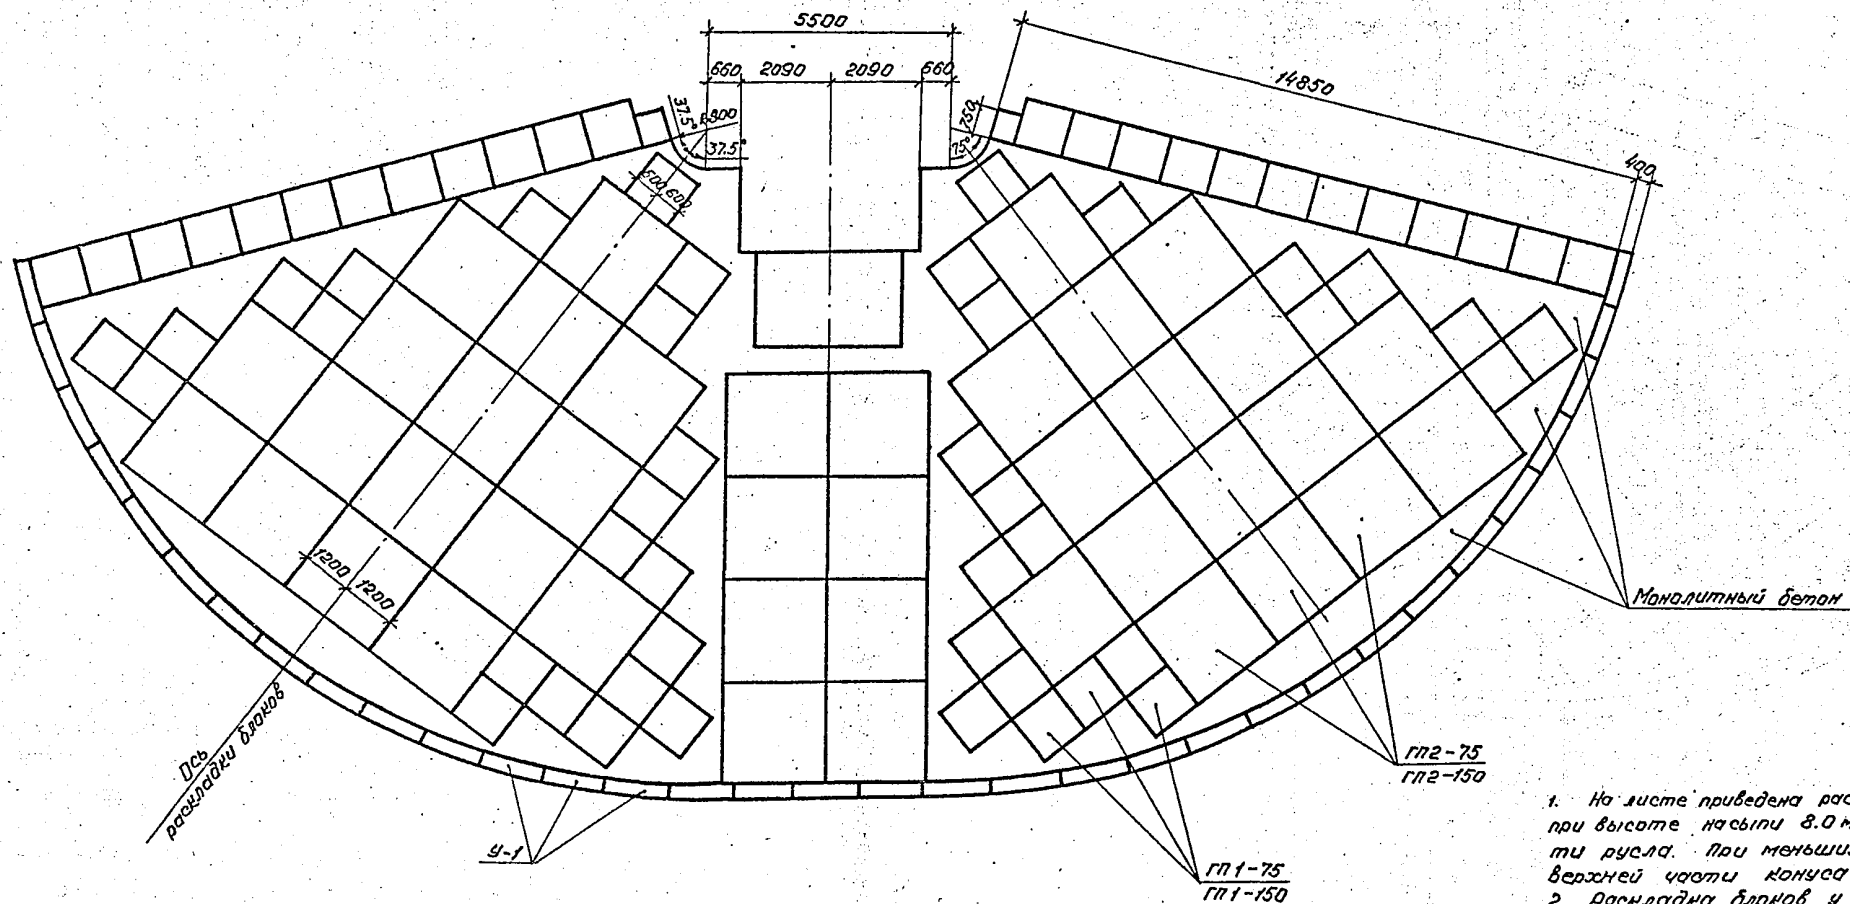 5500
660 2090 2090 660
14850
400
37.5°
R800
37.5°
750
75°
600 600
1200 1200
Ось
раскладки блоков
У-1
Монолитный бетон
ГП2-75
ГП2-150
ГП1-75
ГП1-150
1. На листе приведена рас
при высоте насыпи 8.0 м
ти русла. При меньших
верхней части конуса
2. Раскладка блоков у